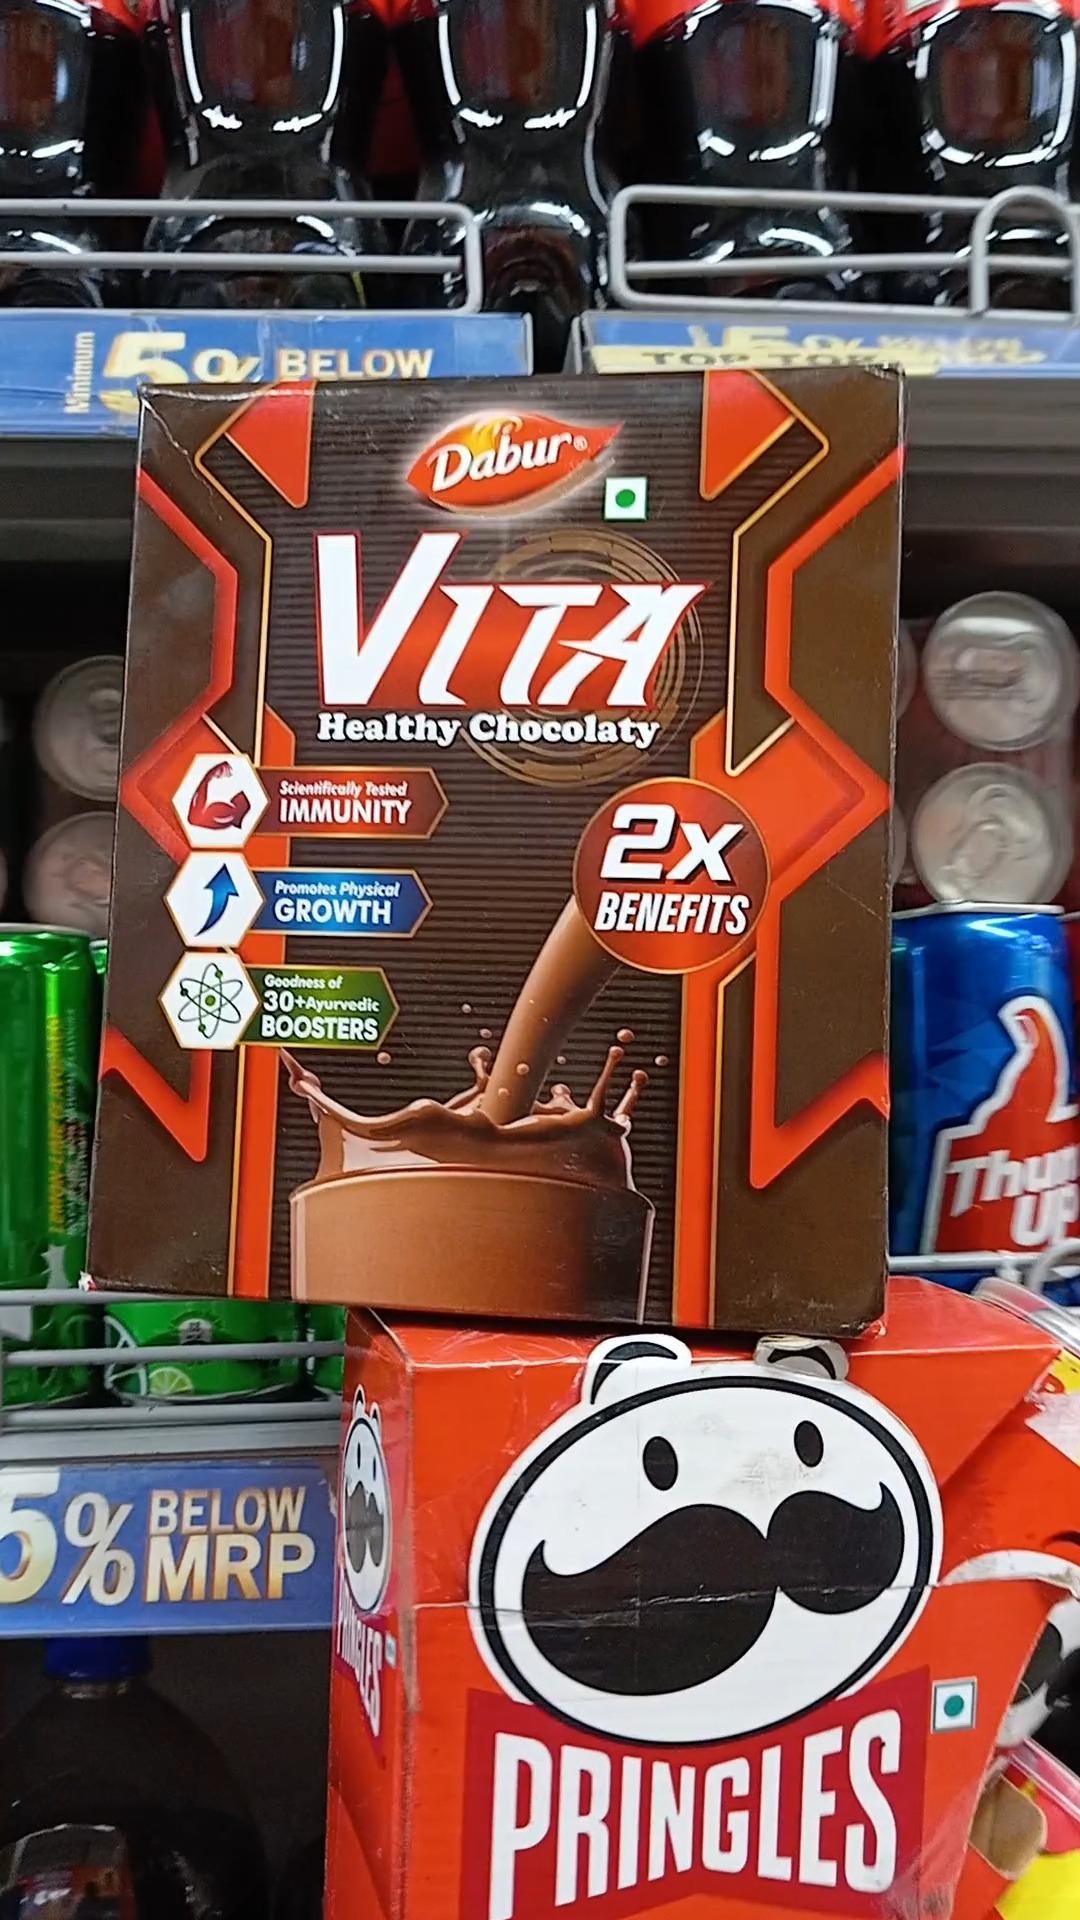 Minimum
5% BELOW
Dabur®
VITA
Healthy Chocolaty
Scientifically Tested
IMMUNITY
2x
BENEFITS
Promotes Physical
GROWTH
Goodness of
30+Ayurvedic
BOOSTERS
Thums
UP
5% BELOW
MRP
PRINGLES
PRINGLES